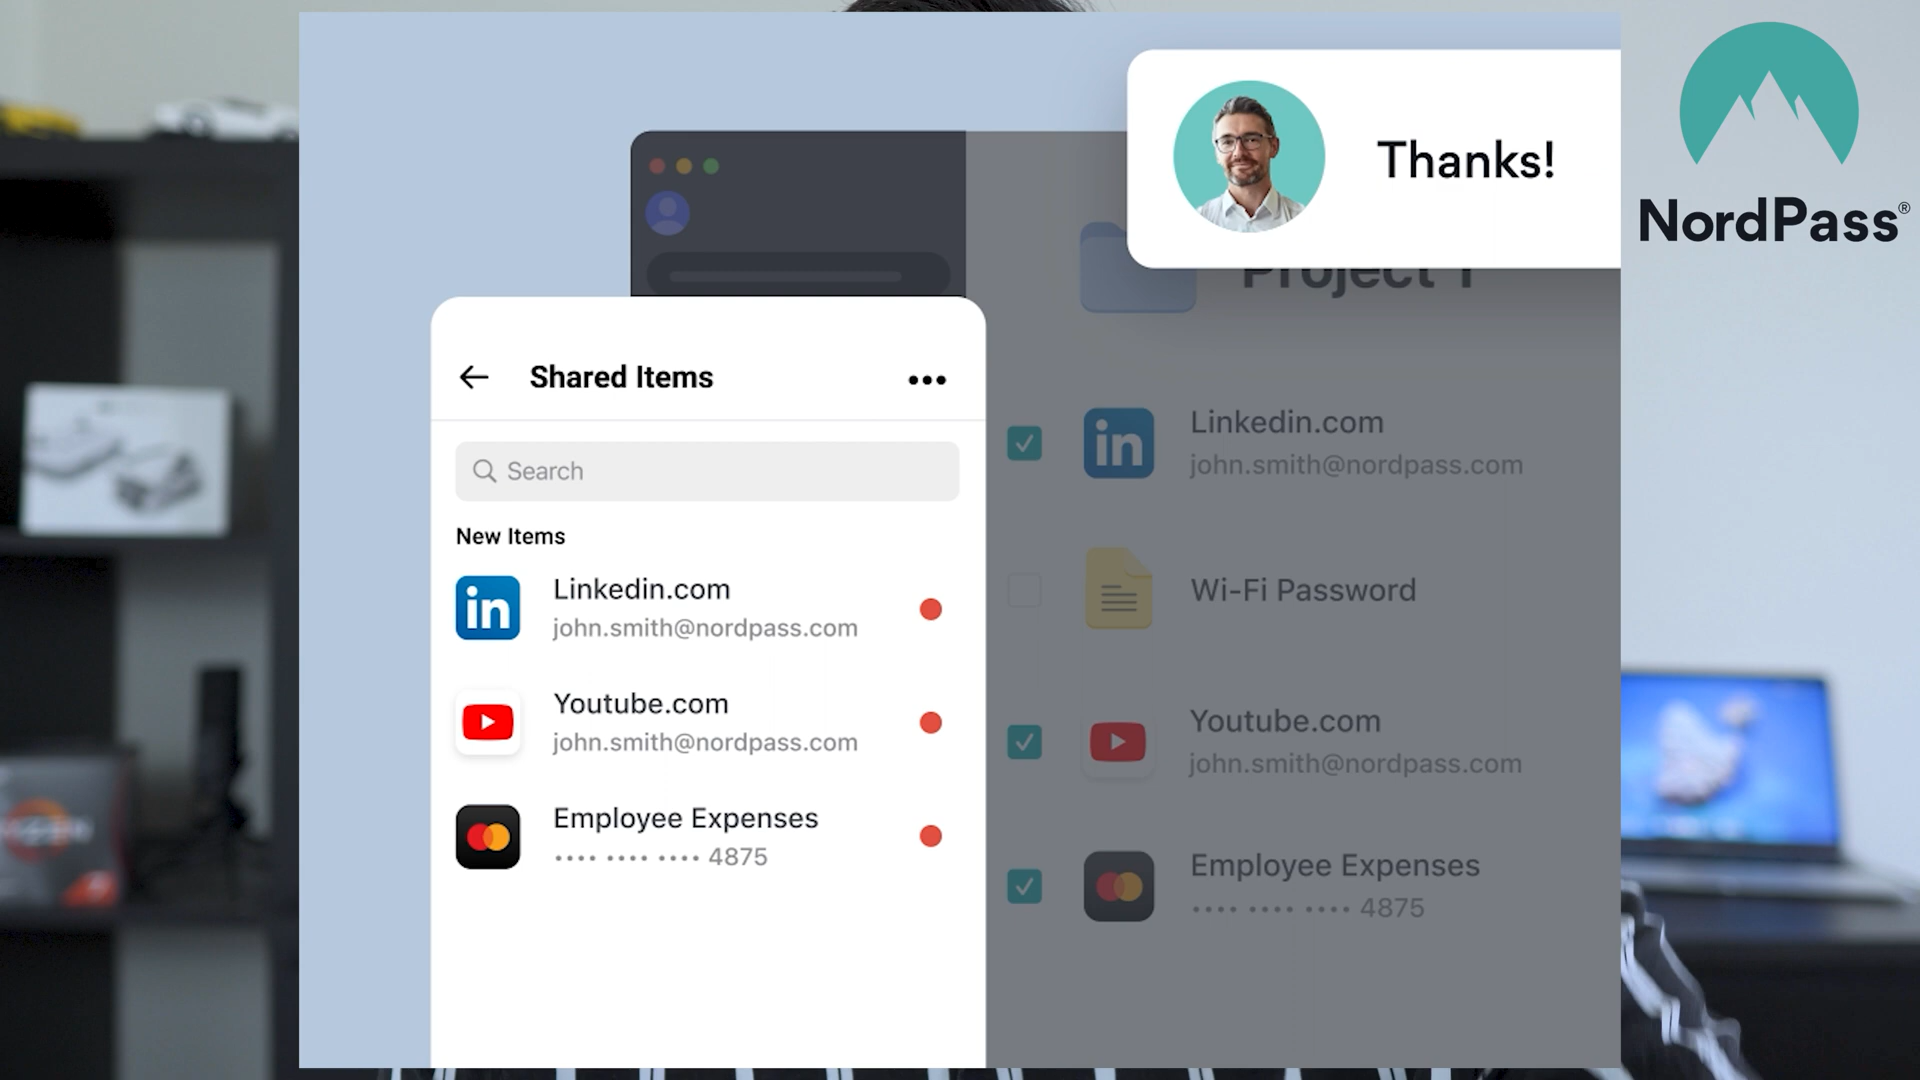 Thanks!
NordPass®
Project 1
Shared Items
Search
New Items
Linkedin.com
john.smith@nordpass.com
Youtube.com
john.smith@nordpass.com
Employee Expenses
•••• •••• •••• 4875
Linkedin.com
john.smith@nordpass.com
Wi-Fi Password
Youtube.com
john.smith@nordpass.com
Employee Expenses
•••• •••• •••• 4875